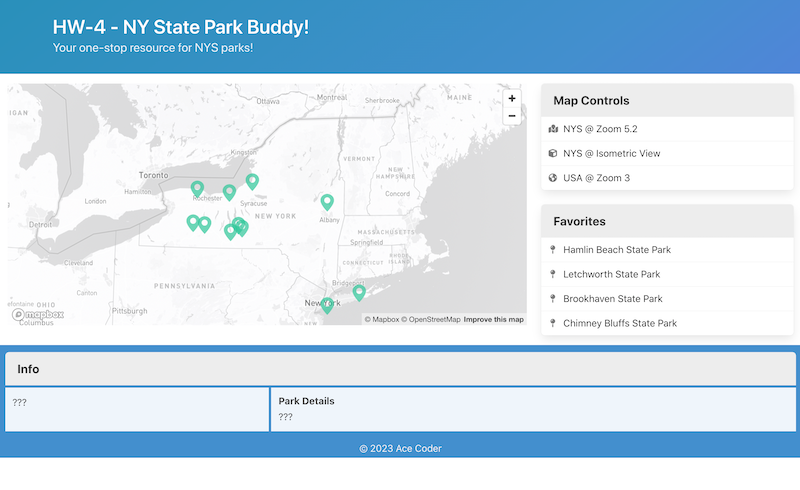 HW-4 - NY State Park Buddy!
Your one-stop resource for NYS parks!
Ottawa
Montreal
Sherbrooke
MAINE
IGAN
Kingston
VERMONT
Toronto
NEW
HAMPSHIRE
Hamilton
Rochester
Syracuse
Concord
London
NEW YORK
Albany
Detroit
MASSACHUSETTS
Springfield
RHODE
ISLAND
CONNECTICUT
Cleveland
Bridgeport
PENNSYLVANIA
New York
OHIO
Pittsburgh
mapbox
Columbus
© Mapbox © OpenStreetMap Improve this map
+
−
Map Controls
NYS @ Zoom 5.2
NYS @ Isometric View
USA @ Zoom 3
Favorites
Hamlin Beach State Park
Letchworth State Park
Brookhaven State Park
Chimney Bluffs State Park
Info
???
Park Details
???
© 2023 Ace Coder